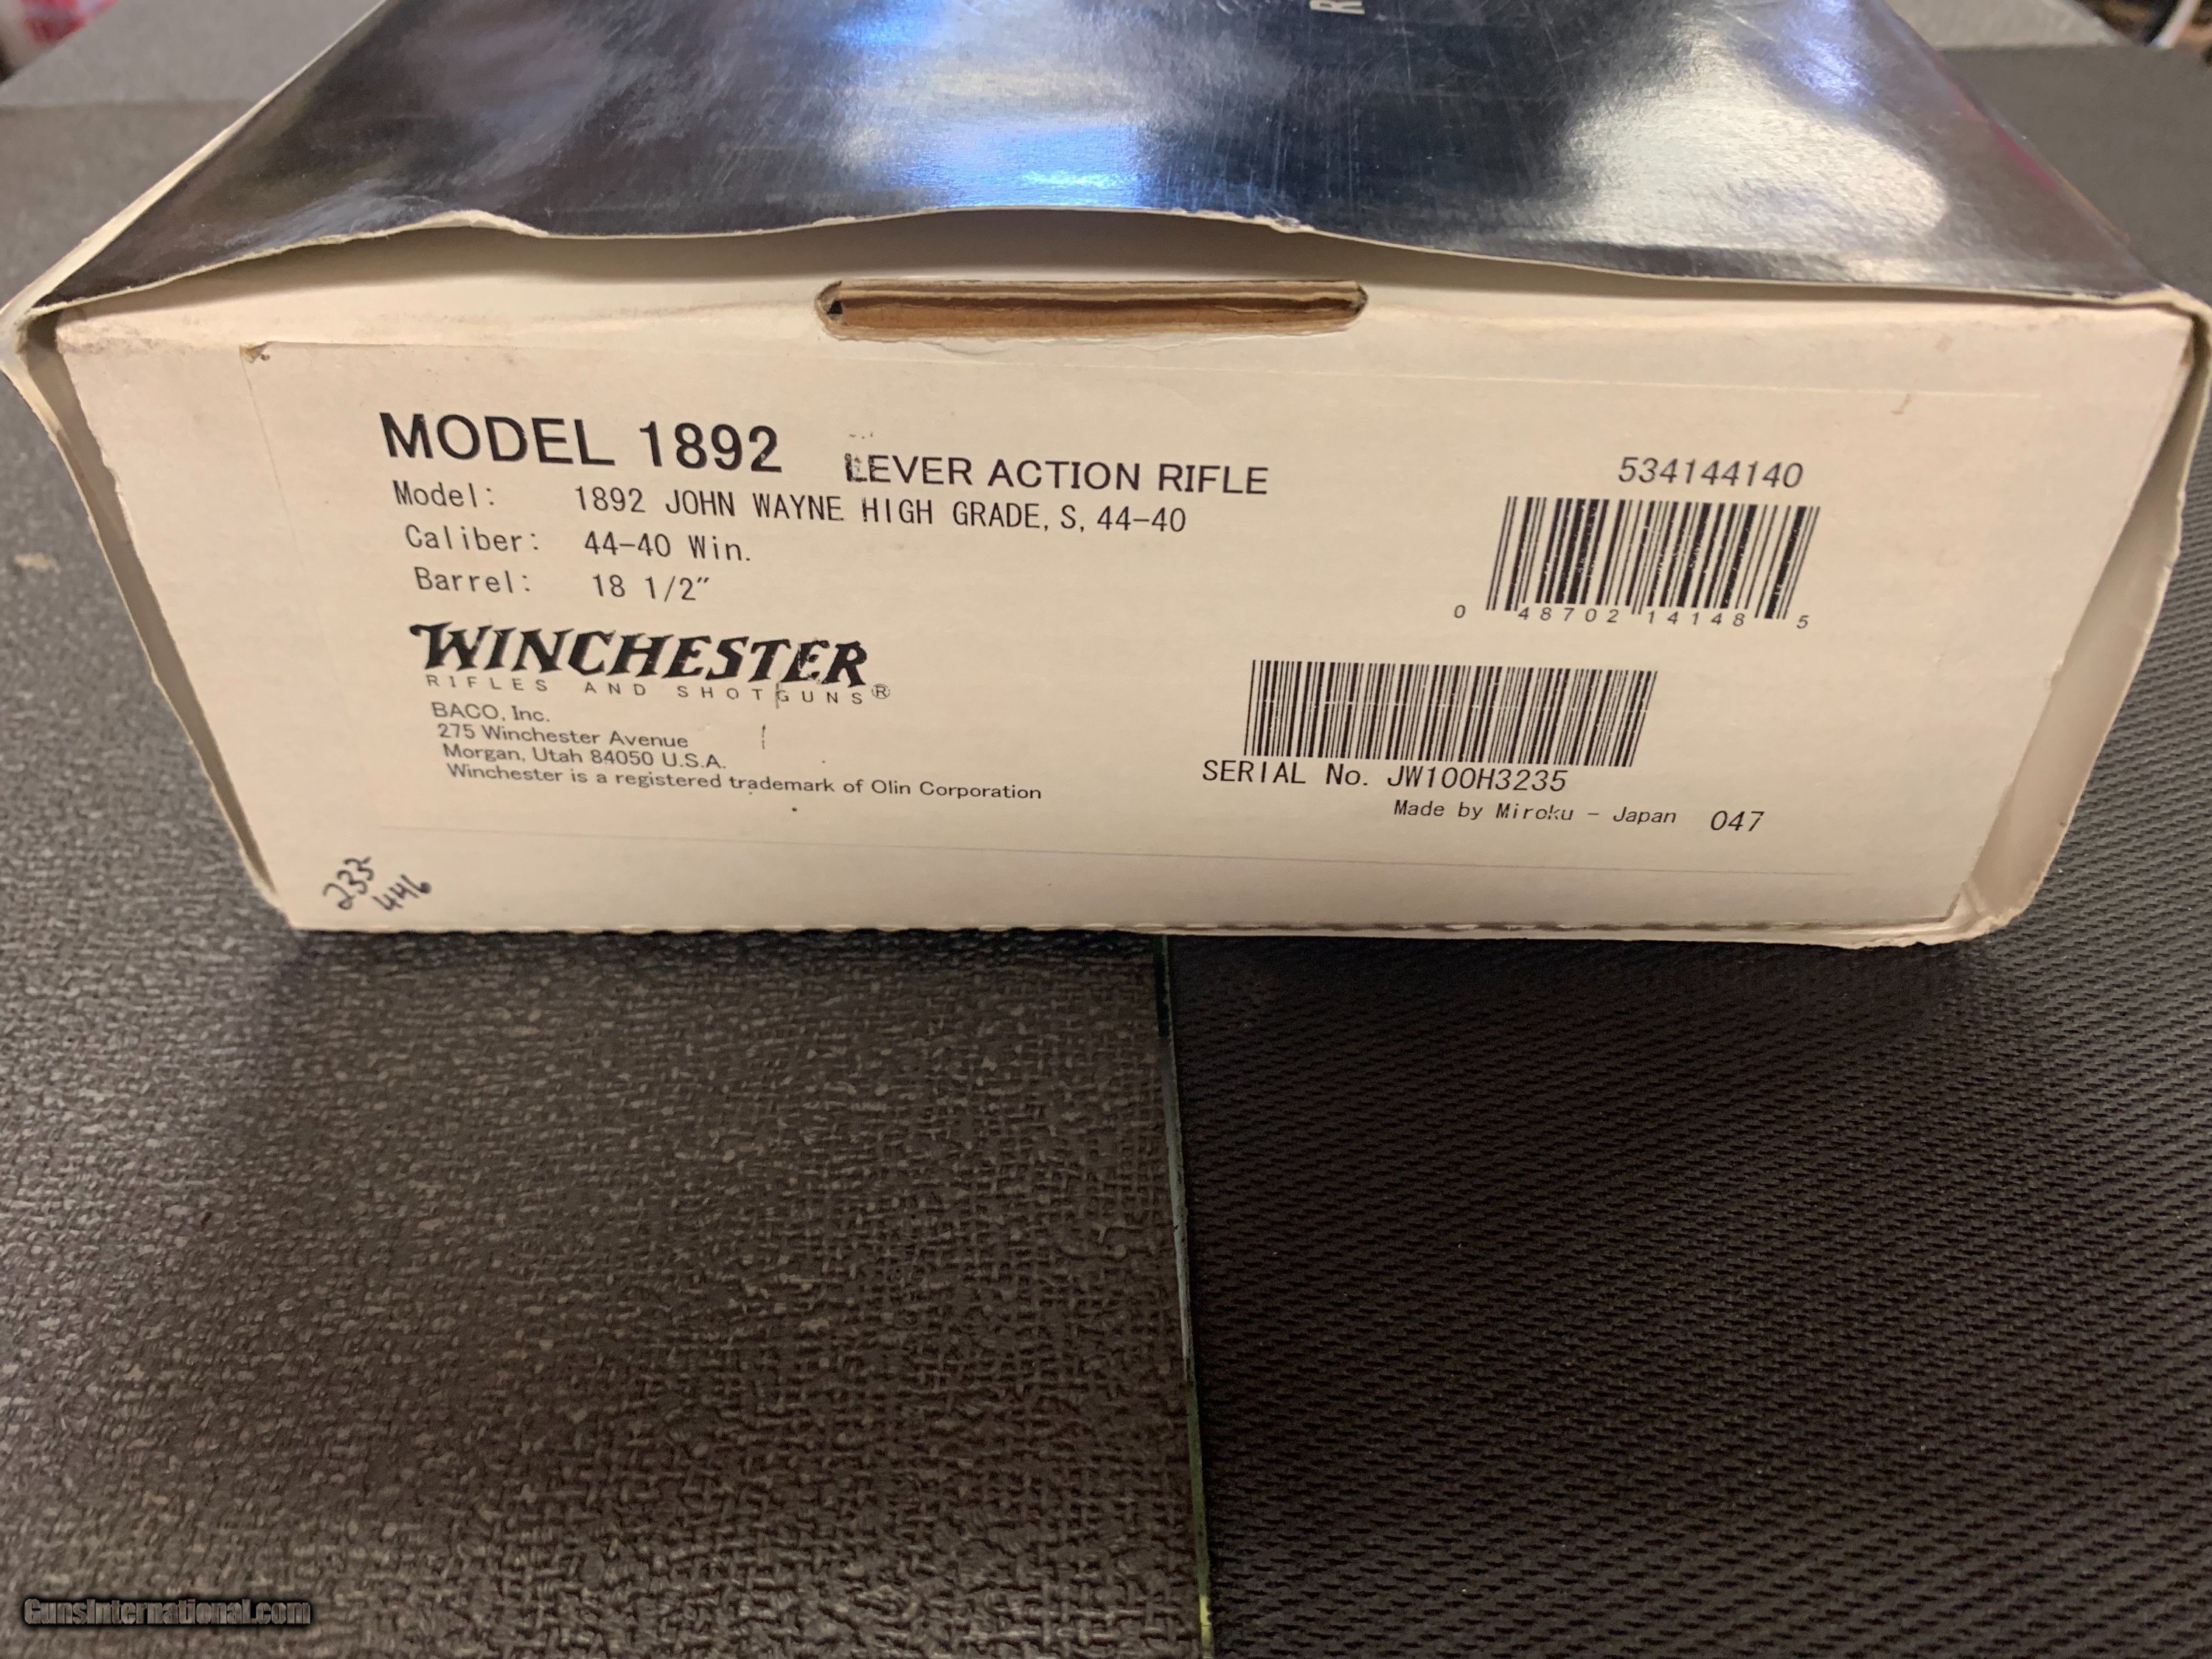 R
MODEL 1892 LEVER ACTION RIFLE
534144140
Model: 1892 JOHN WAYNE HIGH GRADE, S, 44-40
Caliber: 44-40 Win.
Barrel: 18 1/2"
0 48702 14148 5
WINCHESTER
RIFLES AND SHOTGUNS®
BACO, Inc.
275 Winchester Avenue
Morgan, Utah 84050 U.S.A.
Winchester is a registered trademark of Olin Corporation
SERIAL No. JW100H3235
Made by Miroku - Japan 047
233
446
GunsInternational.com